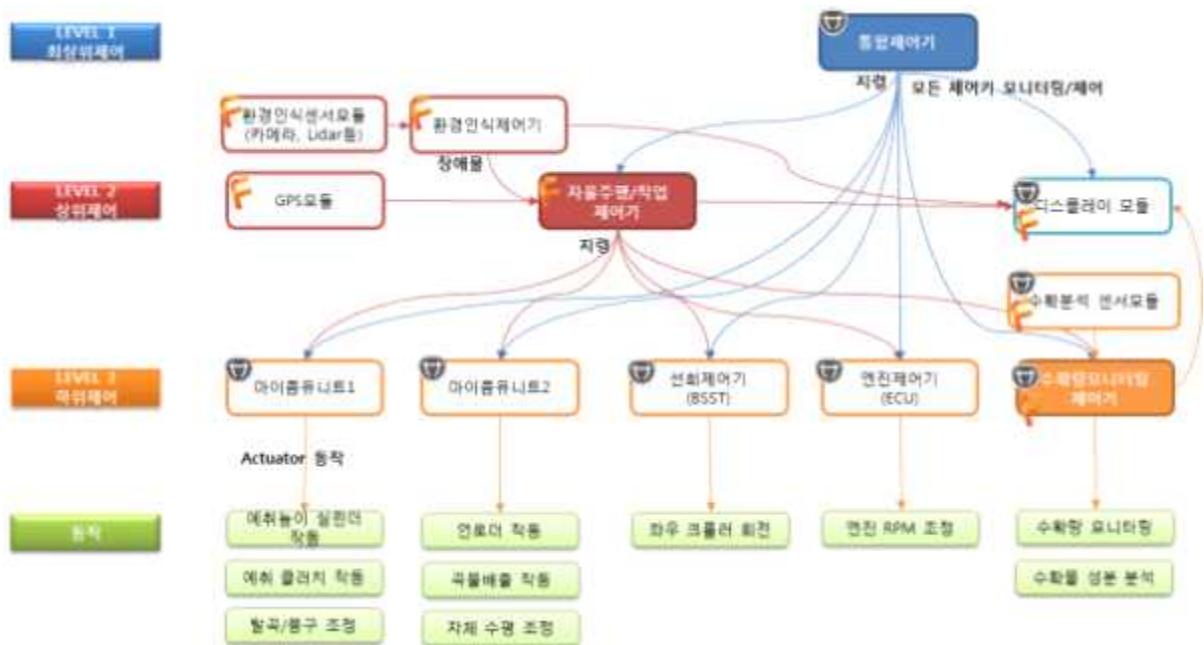 LEVEL 1
최상위제어
통합제어기
지령
모든 제어가 모니터링/제어
환경인식센서모듈
(카메라, Lidar등)
환경인식제어기
장애물
LEVEL 2
상위제어
GPS모듈
자율주행/작업
제어기
디스플레이 모듈
지령
수확분석 센서모듈
LEVEL 3
하위제어
마이콤유니트1
마이콤유니트2
선회제어기
(BSST)
엔진제어기
(ECU)
수확량모니터링
제어기
Actuator 동작
동작
예취높이 실린더
작동
언로더 작동
좌우 크롤러 회전
엔진 RPM 조정
수확량 모니터링
예취 클러치 작동
곡물배출 작동
수확물 성분 분석
탈곡/풍구 조정
차체 수평 조정